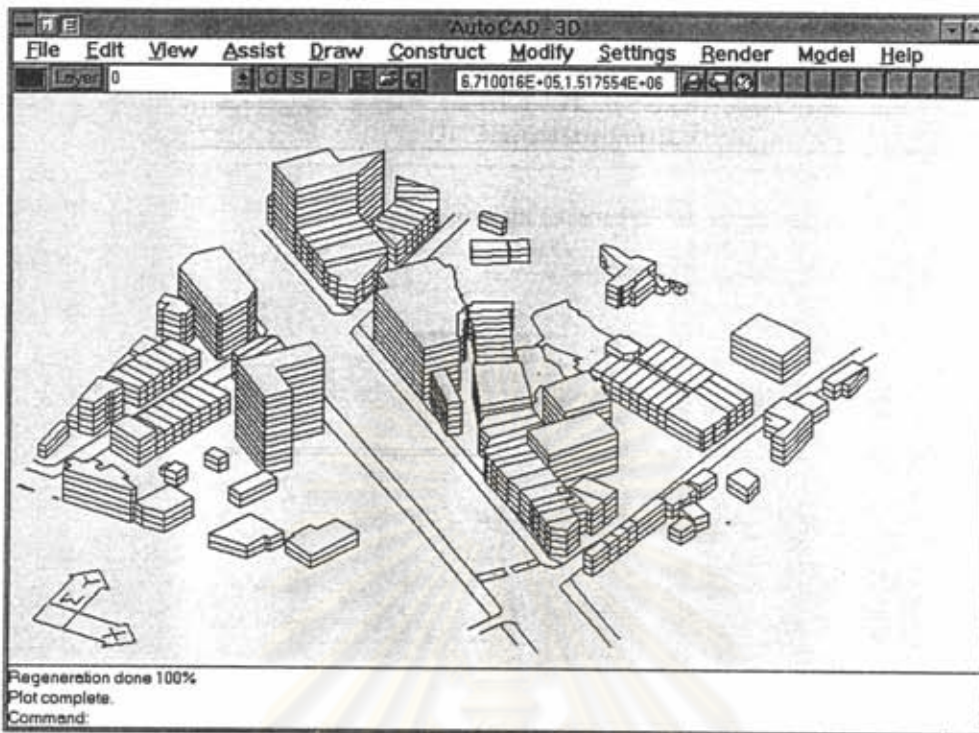 AutoCAD - 3D
File Edit View Assist Draw Construct Modify Settings Render Model Help
Layer 0 O S P 6.710016E+05,1.517554E+06
W
Y
X
Regeneration done 100%
Plot complete.
Command: